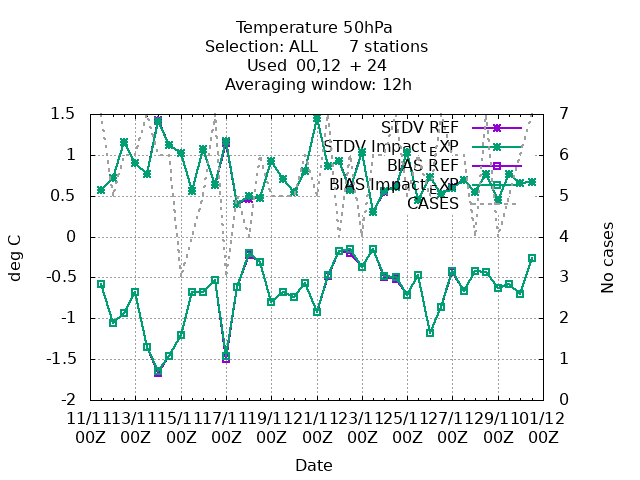 Temperature 50hPa
Selection: ALL 7 stations
Used 00,12 + 24
Averaging window: 12h
1.5 7
STDV REF
STDV Impact_EXP
1 6
BIAS REF
BIAS Impact_EXP
0.5 5
CASES
0 4
deg C
No cases
-0.5 3
-1 2
-1.5 1
-2 0
11/11 13/11 15/11 17/11 19/11 21/11 23/11 25/11 27/11 29/11 01/12
00Z 00Z 00Z 00Z 00Z 00Z 00Z 00Z 00Z 00Z 00Z
Date